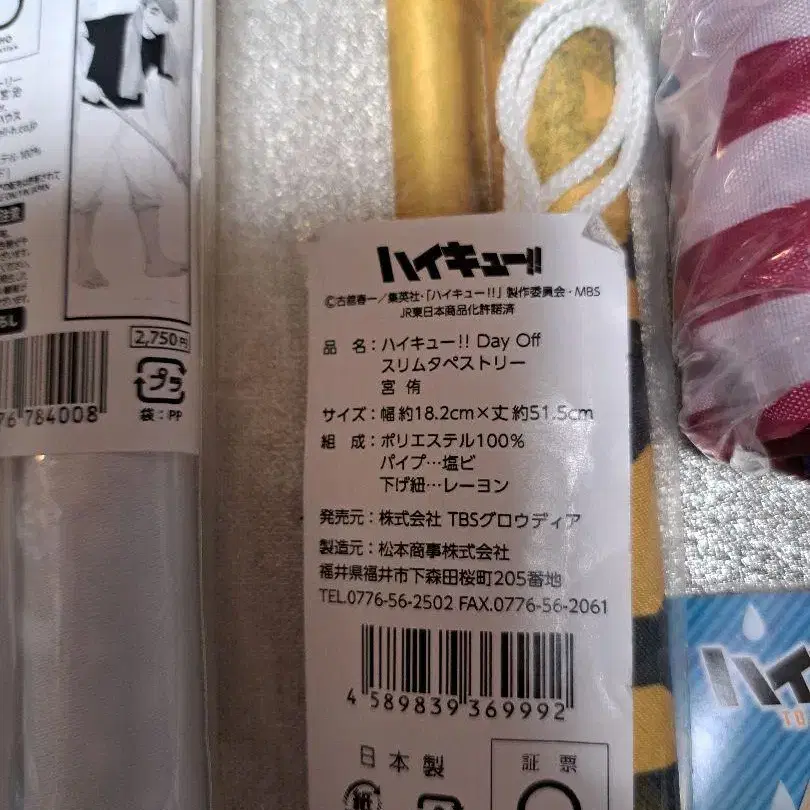 ハイキュー!!
©古舘春一/集英社・「ハイキュー!!」製作委員会・MBS
JR東日本商品化許諾済
品 名:ハイキュー!! Day Off
スリムタペストリー
宮 侑
サイズ:幅 約18.2cm×丈 約51.5cm
組 成:ポリエステル100%
パイプ…塩ビ
下げ紐…レーヨン
発売元:株式会社 TBSグロウディア
製造元:松本商事株式会社
福井県福井市下森田桜町205番地
TEL.0776-56-2502 FAX.0776-56-2061
4 589839 369992
日本製
証 票
紙
2,750円
プラ
袋:PP
76 784008
ハイ